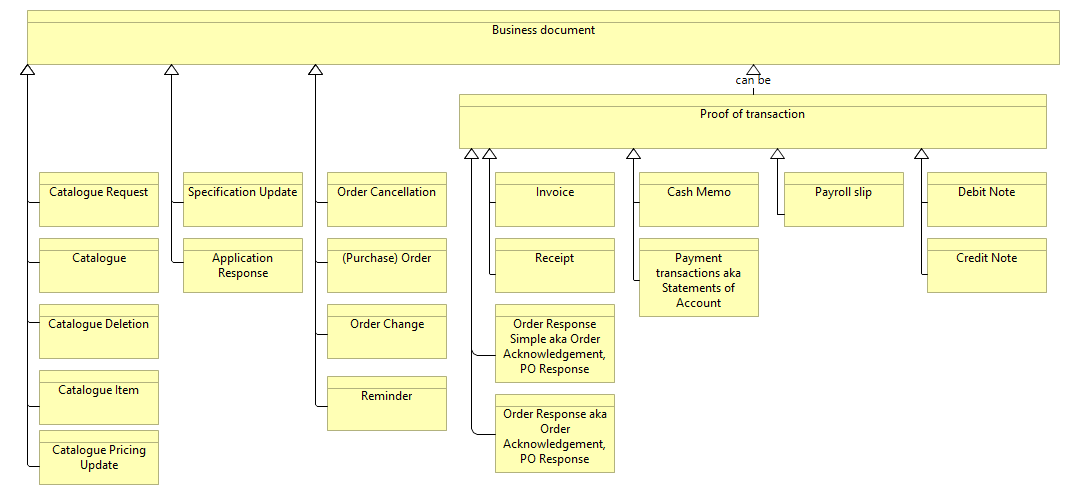 Business document
can be
Proof of transaction
Catalogue Request
Specification Update
Order Cancellation
Invoice
Cash Memo
Payroll slip
Debit Note
Catalogue
Application
Response
(Purchase) Order
Receipt
Payment
transactions aka
Statements of
Account
Credit Note
Catalogue Deletion
Order Change
Order Response
Simple aka Order
Acknowledgement,
PO Response
Catalogue Item
Reminder
Order Response aka
Order
Acknowledgement,
PO Response
Catalogue Pricing
Update